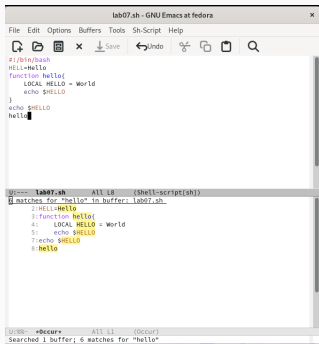 lab07.sh - GNU Emacs at fedora ×
File Edit Options Buffers Tools Sh-Script Help
Save Undo
#:/bin/bash
HELL=Hello
function hello{
LOCAL HELLO = World
echo $HELLO
}
echo $HELLO
hello
U:--- lab07.sh All L8 (Shell-script[sh])
6 matches for "hello" in buffer: lab07.sh
2:HELL=Hello
3:function hello{
4: LOCAL HELLO = World
5: echo $HELLO
7:echo $HELLO
8:hello
U:%%- *Occur* All L1 (Occur)
Searched 1 buffer; 6 matches for "hello"